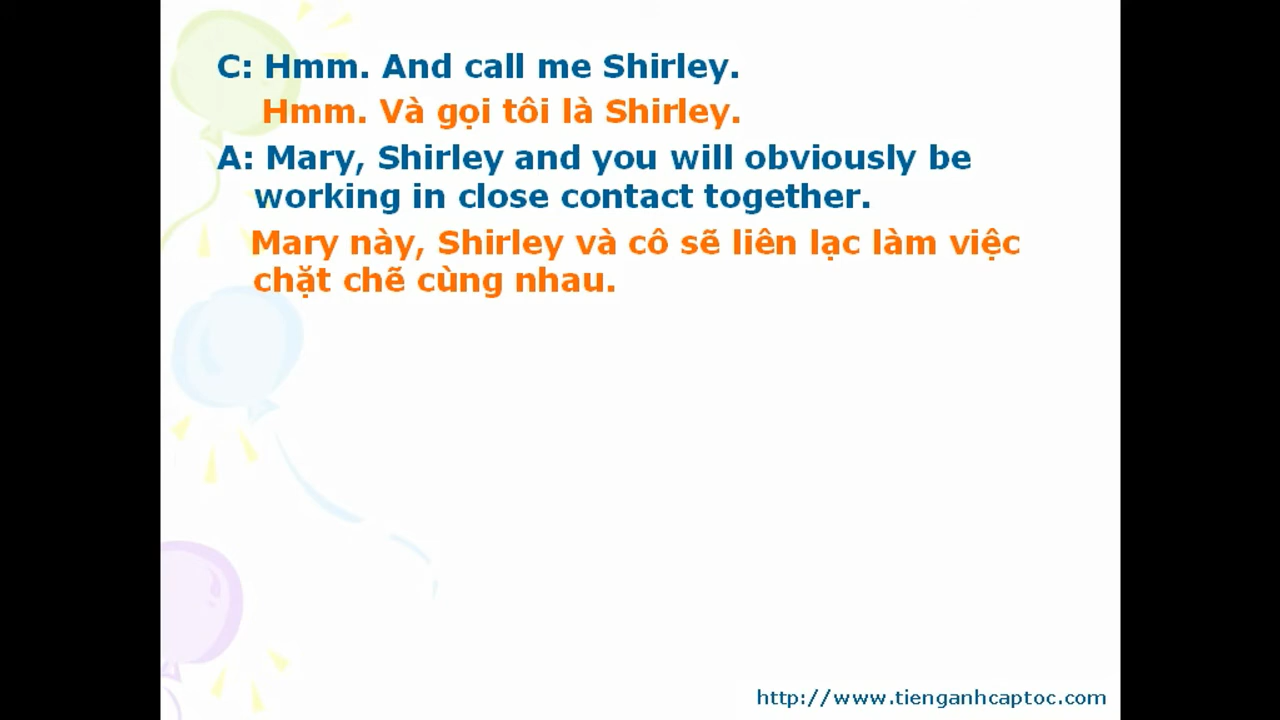 C: Hmm. And call me Shirley.
Hmm. Và gọi tôi là Shirley.
A: Mary, Shirley and you will obviously be
working in close contact together.
Mary này, Shirley và cô sẽ liên lạc làm việc
chặt chẽ cùng nhau.
http://www.tienganhcaptoc.com